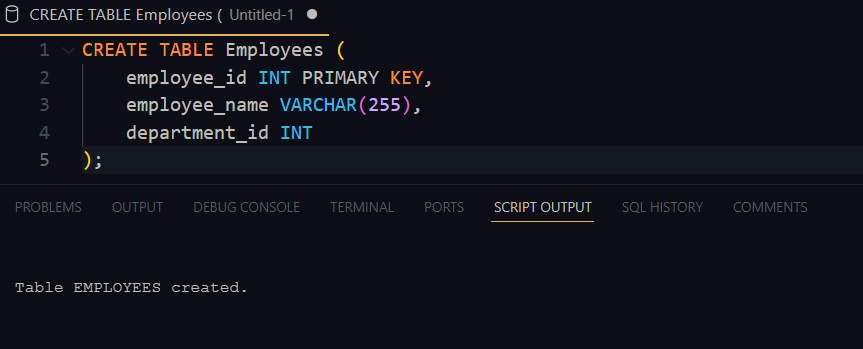 CREATE TABLE Employees ( Untitled-1
1 CREATE TABLE Employees (
2 employee_id INT PRIMARY KEY,
3 employee_name VARCHAR(255),
4 department_id INT
5 );
PROBLEMS OUTPUT DEBUG CONSOLE TERMINAL PORTS SCRIPT OUTPUT SQL HISTORY COMMENTS
Table EMPLOYEES created.